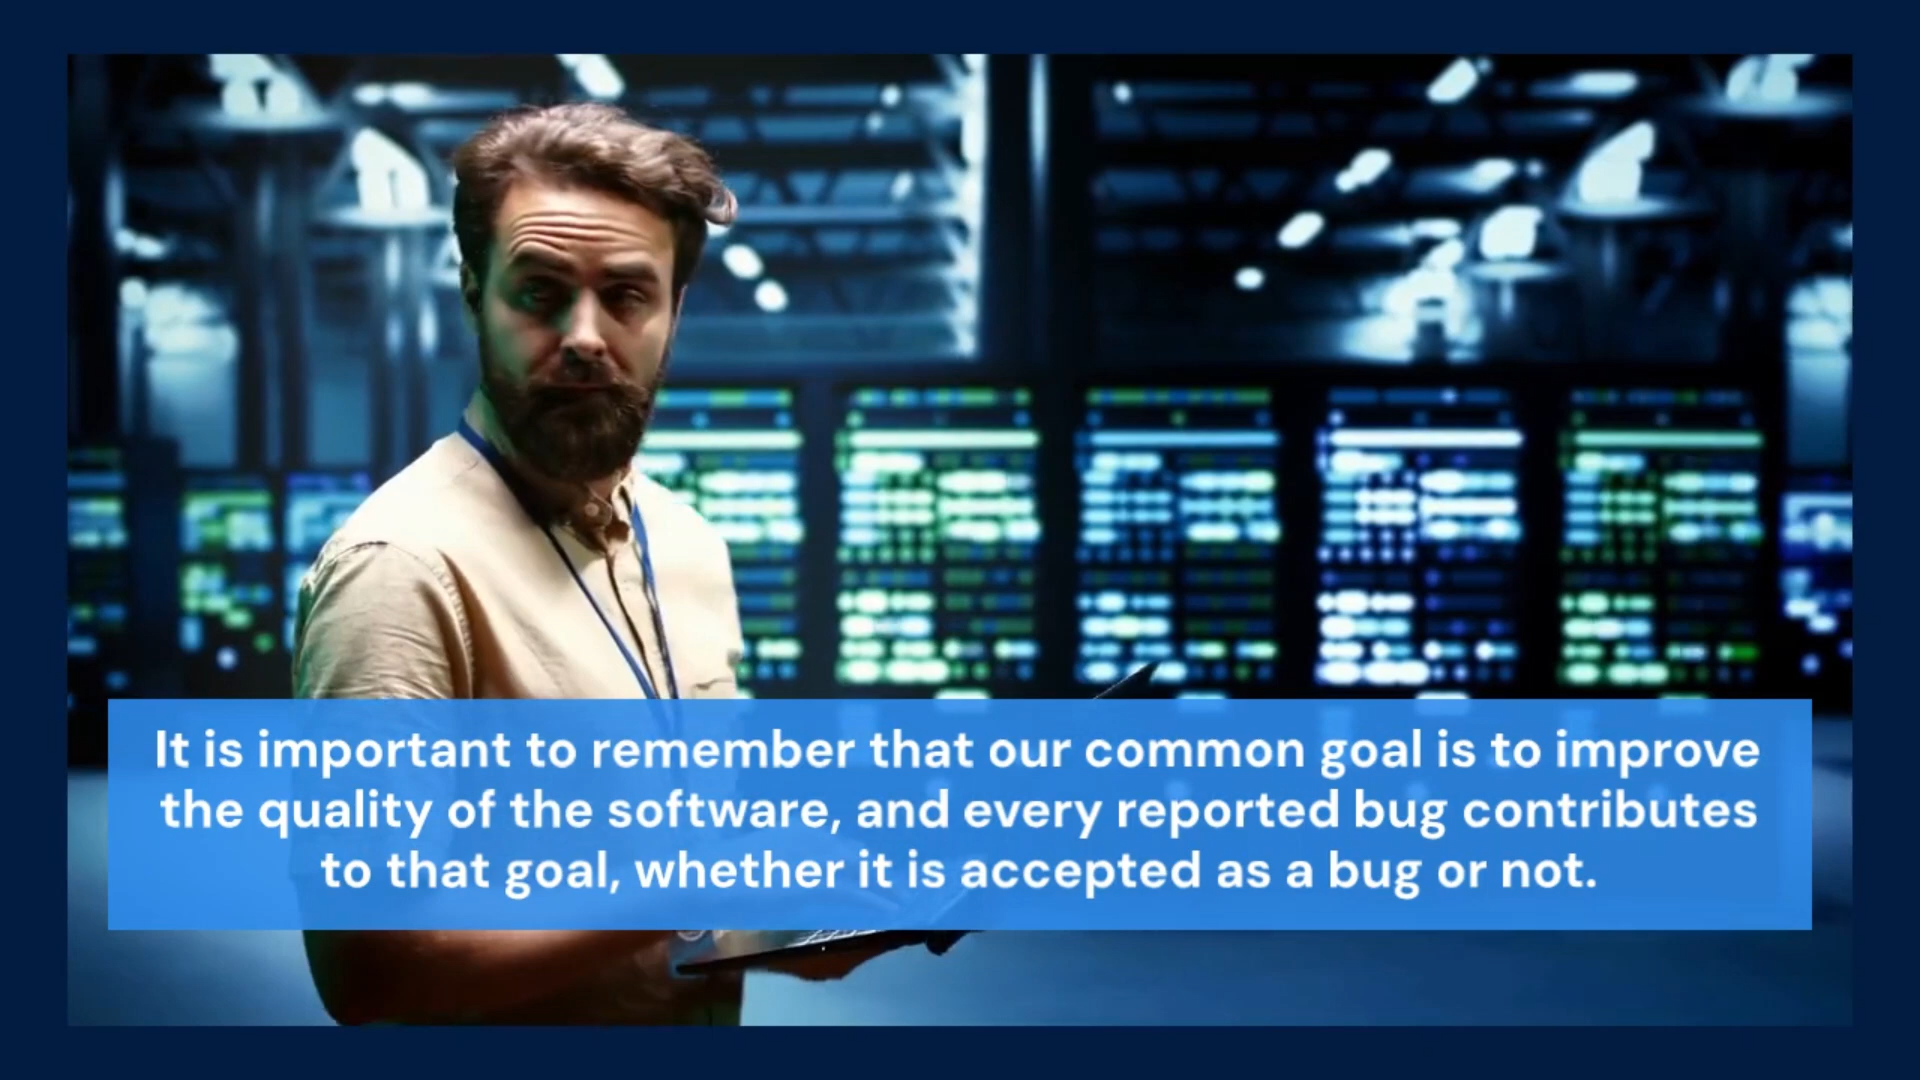 It is important to remember that our common goal is to improve
the quality of the software, and every reported bug contributes
to that goal, whether it is accepted as a bug or not.